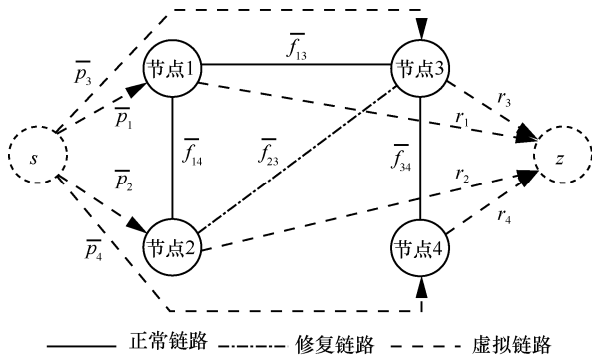 p̅₃
f̅₁₃
节点1
节点3
p̅₁
r₁
r₃
s
f̅₁₄
f̅₂₃
f̅₃₄
z
p̅₂
r₂
节点2
节点4
r₄
p̅₄
正常链路 修复链路 虚拟链路